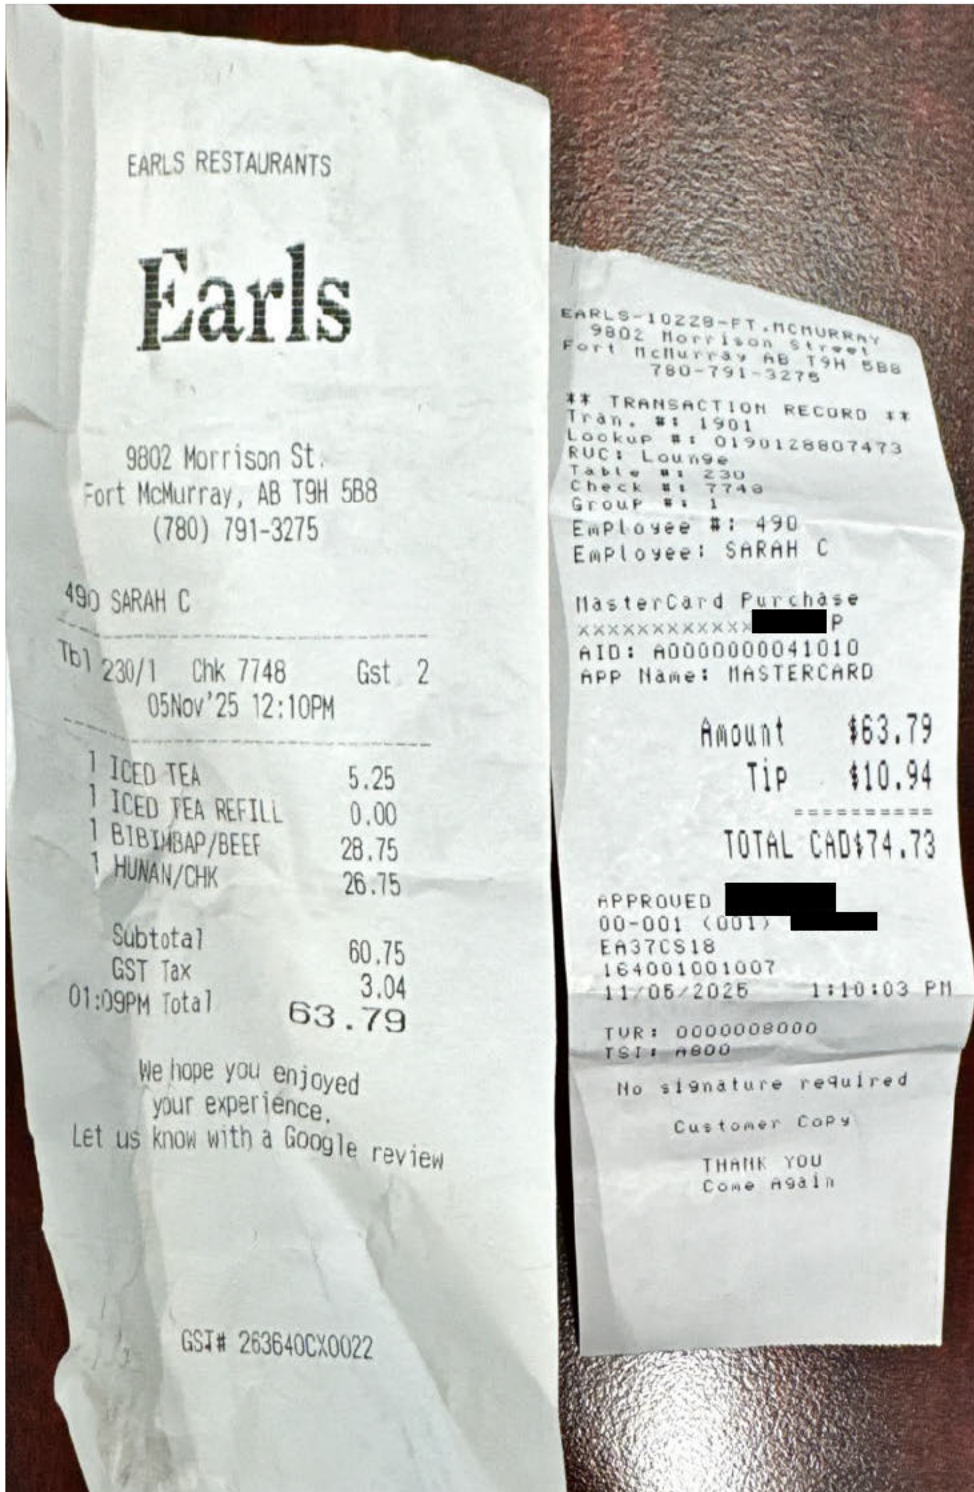 EARLS RESTAURANTS
Earls
9802 Morrison St.
Fort McMurray, AB T9H 5B8
(780) 791-3275
490 SARAH C
Tbl 230/1 Chk 7748 Gst 2
05Nov'25 12:10PM
1 ICED TEA 5.25
1 ICED TEA REFILL 0.00
1 BIBIMBAP/BEEF 28.75
1 HUNAN/CHK 26.75
Subtotal 60.75
GST Tax 3.04
01:09PM Total 63.79
We hope you enjoyed
your experience.
Let us know with a Google review
GST# 263640CX0022
EARLS-10228-FT.MCMURRAY
9802 Morrison Street
Fort McMurray AB T9H 5B8
780-791-3275
** TRANSACTION RECORD **
Tran. #: 1901
Lookup #: 0190128807473
RVC: Lounge
Table #: 230
Check #: 7748
Group #: 1
Employee #: 490
Employee: SARAH C
MasterCard Purchase
XXXXXXXXXXXX P
AID: A0000000041010
APP Name: MASTERCARD
Amount $63.79
Tip $10.94
==========
TOTAL CAD$74.73
APPROVED
00-001 (001)
EA37CS18
164001001007
11/05/2025 1:10:03 PM
TVR: 0000008000
TSI: A800
No signature required
Customer Copy
THANK YOU
Come Again